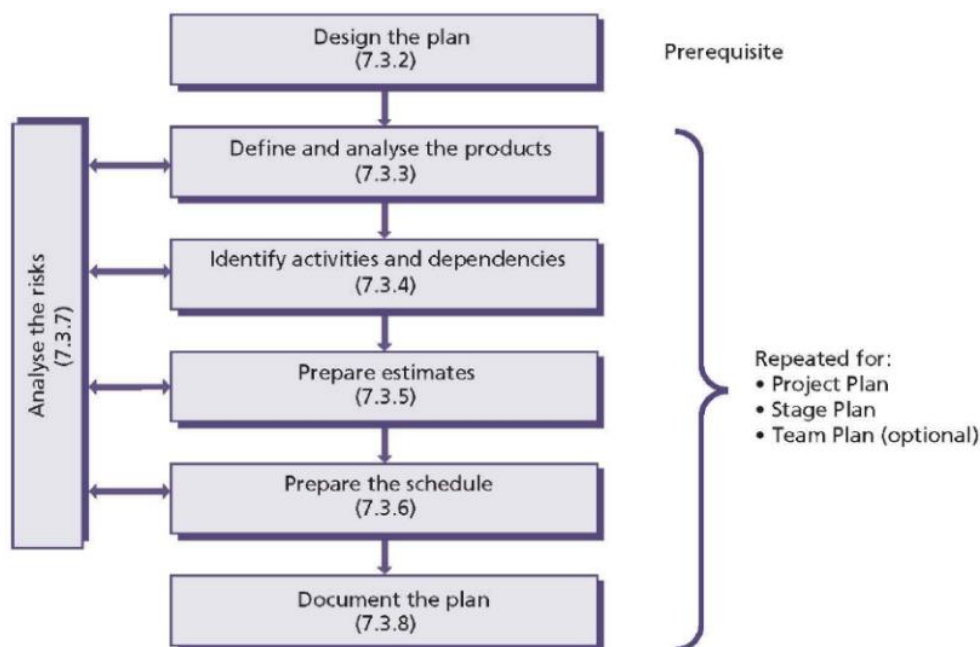 Design the plan
(7.3.2)
Prerequisite
Define and analyse the products
(7.3.3)
Identify activities and dependencies
(7.3.4)
Analyse the risks
(7.3.7)
Prepare estimates
(7.3.5)
Repeated for:
• Project Plan
• Stage Plan
• Team Plan (optional)
Prepare the schedule
(7.3.6)
Document the plan
(7.3.8)